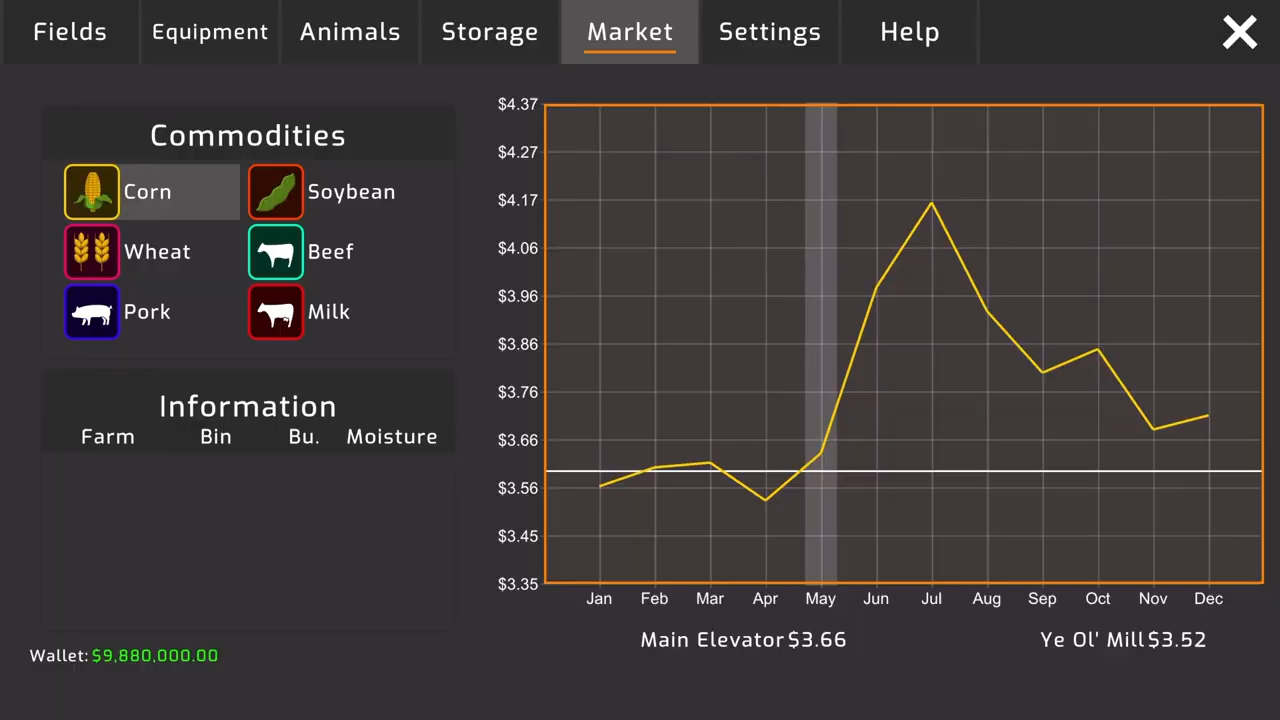 Fields Equipment Animals Storage Market Settings Help
Commodities
Corn Soybean
Wheat Beef
Pork Milk
Information
Farm Bin Bu. Moisture
Wallet: $9,880,000.00
$4.37
$4.27
$4.17
$4.06
$3.96
$3.86
$3.76
$3.66
$3.56
$3.45
$3.35
Jan Feb Mar Apr May Jun Jul Aug Sep Oct Nov Dec
Main Elevator $3.66 Ye Ol' Mill $3.52